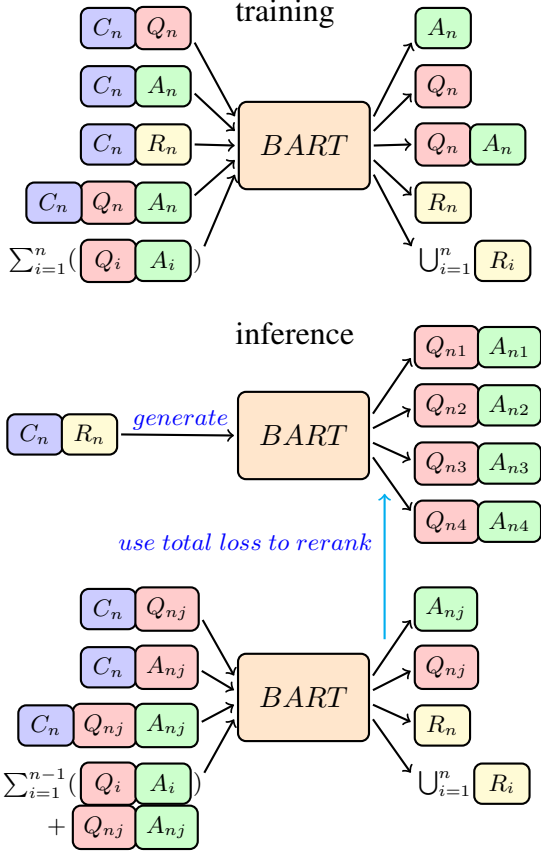 training
C_n Q_n A_n
C_n A_n Q_n
C_n R_n BART Q_n A_n
C_n Q_n A_n R_n
∑_{i=1}^{n}( Q_i A_i ) ⋃_{i=1}^{n} R_i
inference
Q_{n1} A_{n1}
Q_{n2} A_{n2}
C_n R_n generate BART
Q_{n3} A_{n3}
Q_{n4} A_{n4}
use total loss to rerank
C_n Q_{nj} A_{nj}
C_n A_{nj} Q_{nj}
BART
C_n Q_{nj} A_{nj} R_n
∑_{i=1}^{n-1}( Q_i A_i ) ⋃_{i=1}^{n} R_i
+ Q_{nj} A_{nj}